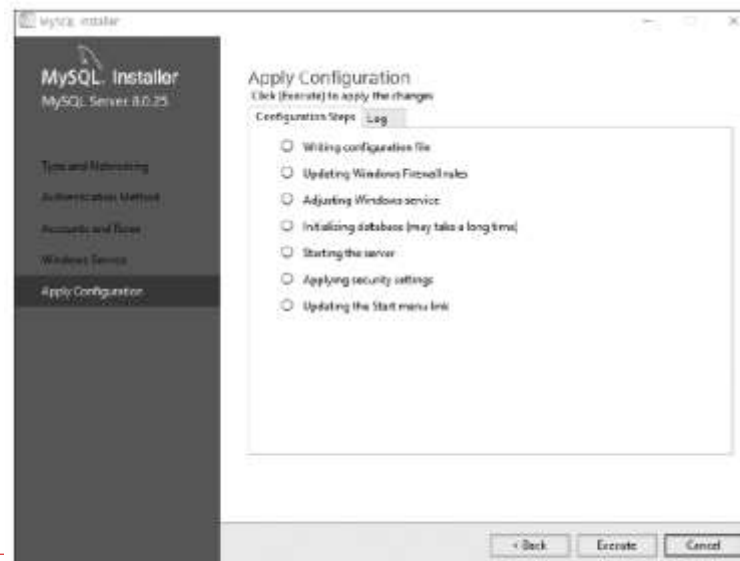 MySQL Installer
MySQL. Installer
MySQL Server 8.0.25
Type and Networking
Authentication Method
Accounts and Roles
Windows Service
Apply Configuration
Apply Configuration
Click [Execute] to apply the changes
Configuration Steps
Log
Writing configuration file
Updating Windows Firewall rules
Adjusting Windows service
Initializing database (may take a long time)
Starting the server
Applying security settings
Updating the Start menu link
< Back
Execute
Cancel